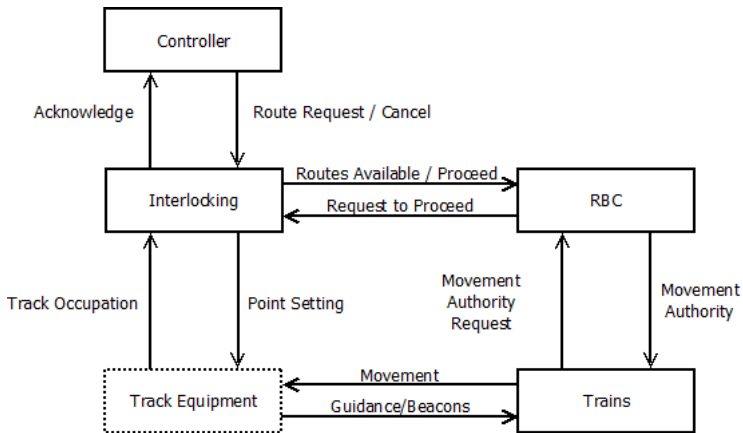 Controller
Acknowledge
Route Request / Cancel
Routes Available / Proceed
Interlocking
RBC
Request to Proceed
Track Occupation
Point Setting
Movement
Authority
Request
Movement
Authority
Movement
Track Equipment
Trains
Guidance/Beacons